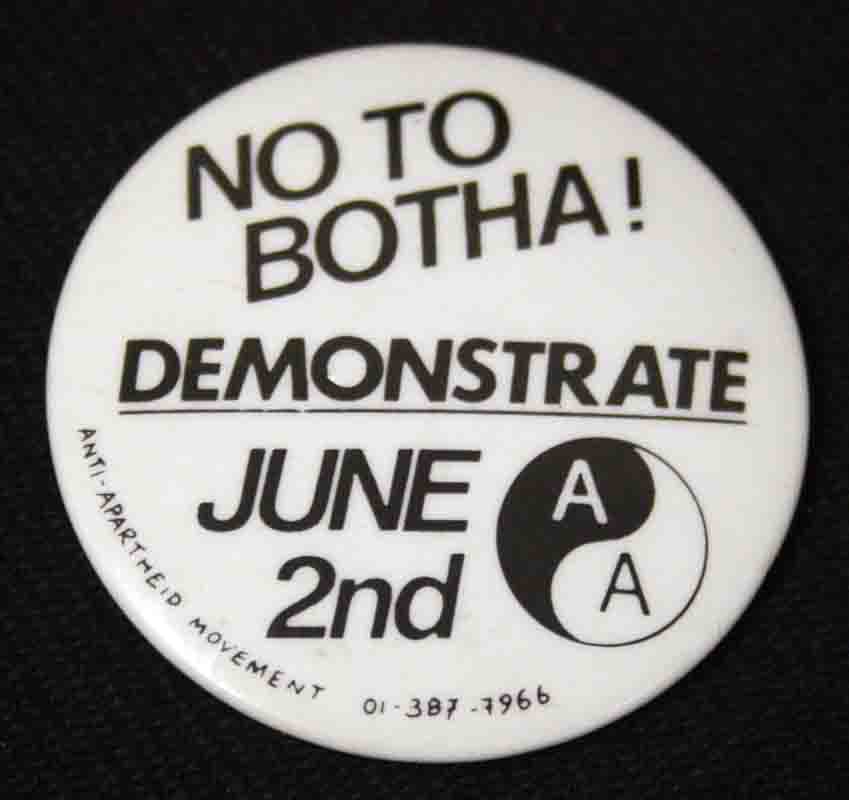 NO TO
BOTHA!
DEMONSTRATE
JUNE
2nd
A
A
ANTI-APARTHEID MOVEMENT
01-387-7966